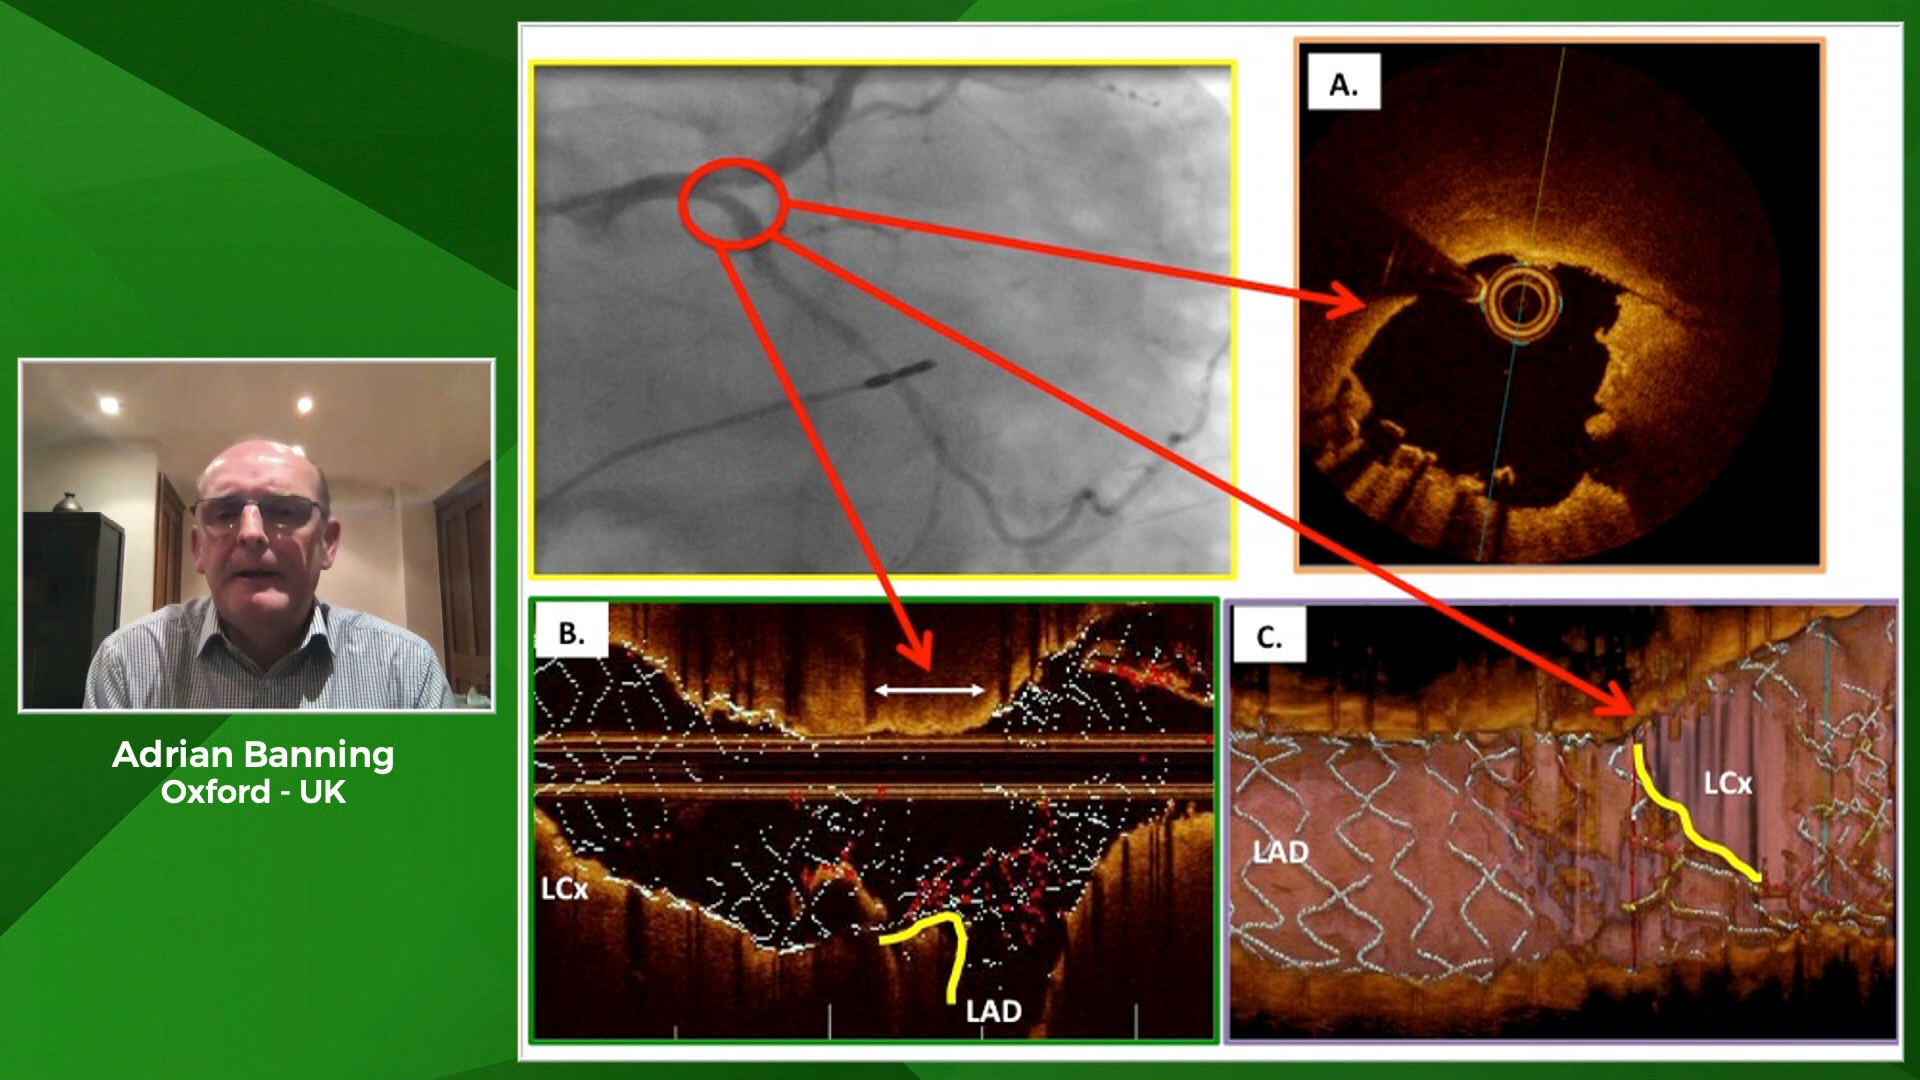 A.
Adrian Banning
Oxford - UK
B.
LCx
LAD
C.
LCx
LAD